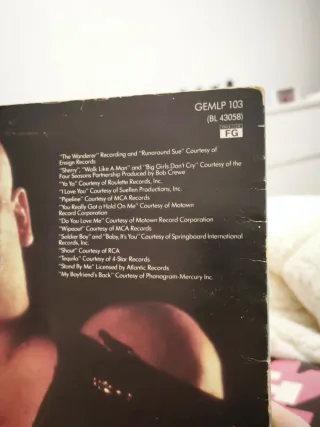 GEMLP 103
(BL 43058)
FG
"The Wanderer" Recording and "Runaround Sue" Courtesy of
Ensign Records
"Sherry", "Walk Like A Man" and "Big Girls Don't Cry" Courtesy of the
Four Seasons Partnership Produced by Bob Crewe
"Ya Ya" Courtesy of Roulette Records, Inc.
"I Love You" Courtesy of Suellen Productions, Inc.
"Pipeline" Courtesy of MCA Records
"You Really Got a Hold On Me" Courtesy of Motown
Record Corporation
"Do You Love Me" Courtesy of Motown Record Corporation
"Wipeout" Courtesy of MCA Records
"Soldier Boy" and "Baby, It's You" Courtesy of Springboard International
Records, Inc.
"Shout" Courtesy of RCA
"Tequila" Courtesy of 4-Star Records
"Stand By Me" Licensed by Atlantic Records
"My Boyfriend's Back" Courtesy of Phonogram-Mercury Inc.